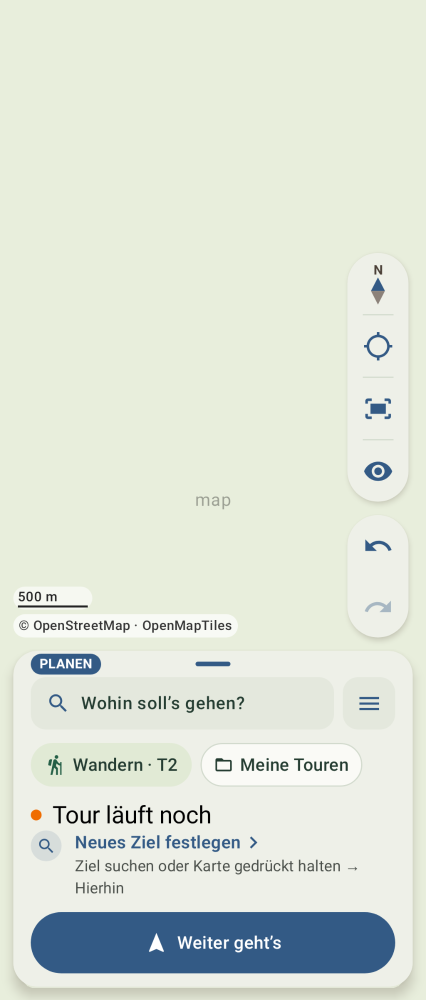 N
map
500 m
© OpenStreetMap · OpenMapTiles
PLANEN
Wohin soll’s gehen?
Wandern · T2
Meine Touren
Tour läuft noch
Neues Ziel festlegen
Ziel suchen oder Karte gedrückt halten →
Hierhin
Weiter geht’s